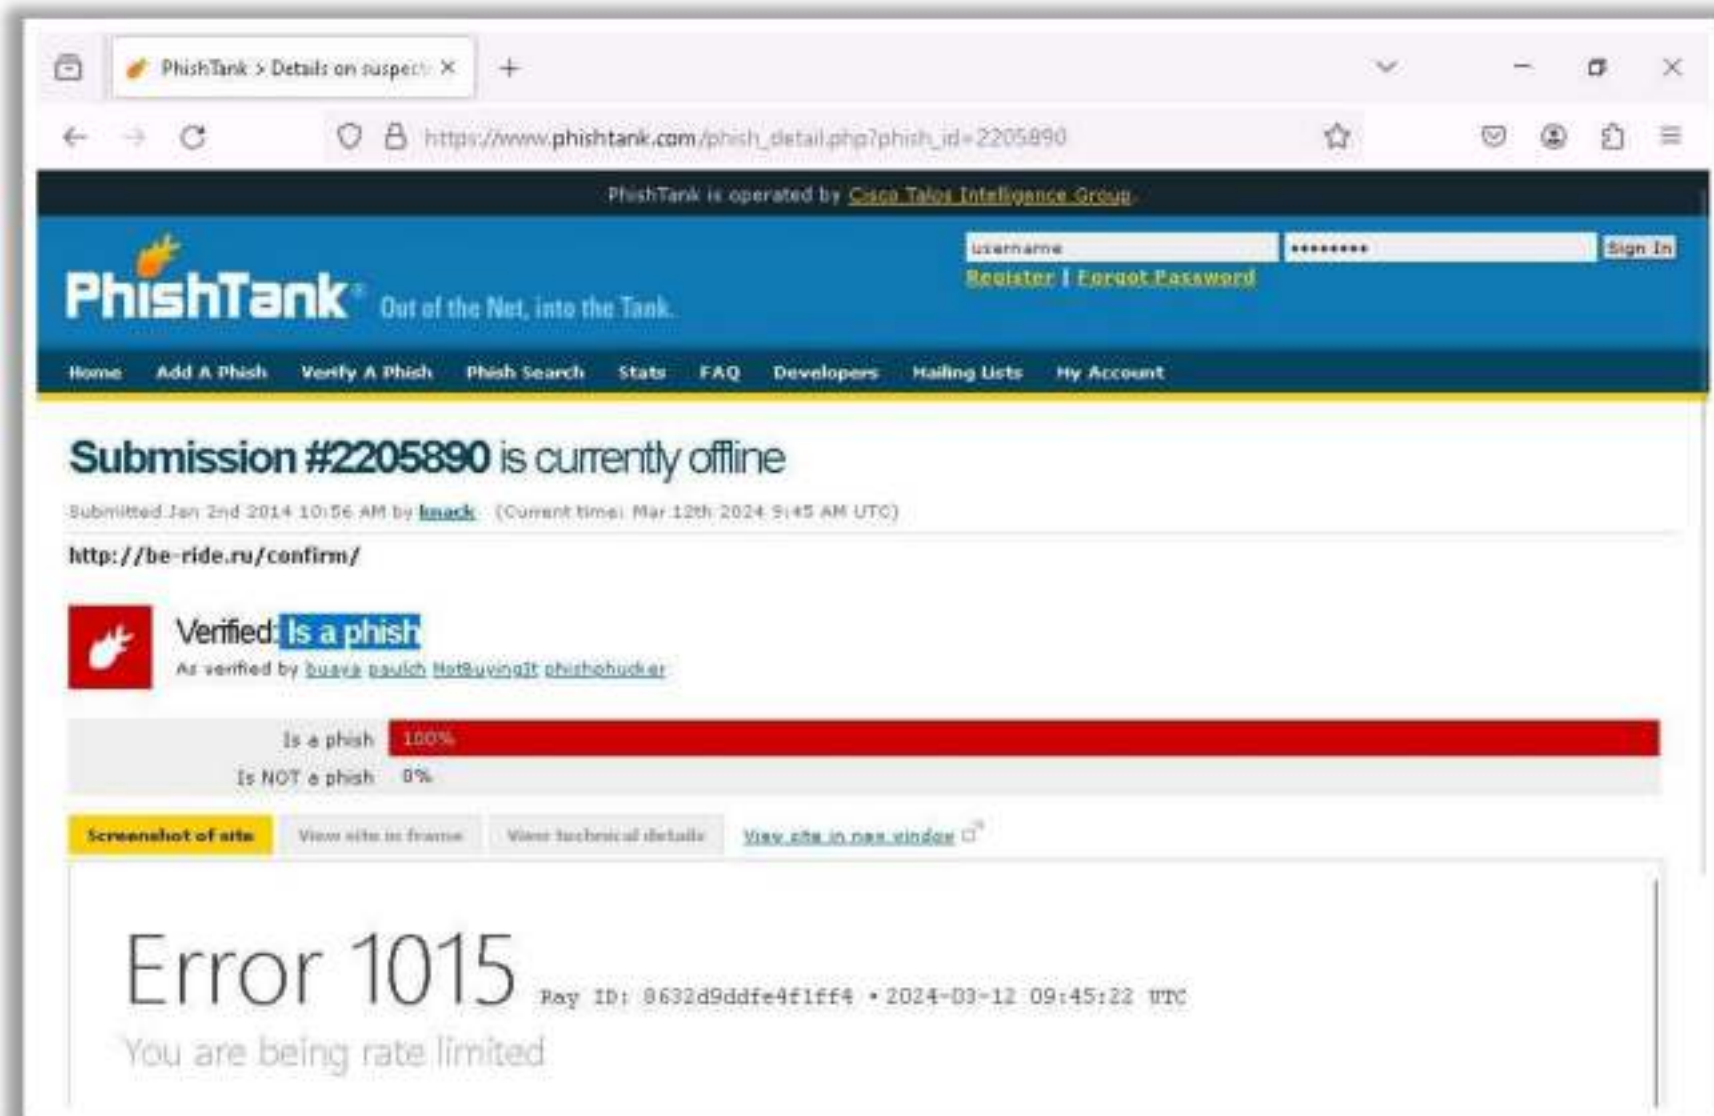 PhishTank > Details on suspect
https://www.phishtank.com/phish_detail.php?phish_id=2205890
PhishTank is operated by Cisco Talos Intelligence Group.
username •••••••• Sign In
Register | Forgot Password
PhishTank® Out of the Net, into the Tank.
Home Add A Phish Verify A Phish Phish Search Stats FAQ Developers Mailing Lists My Account
Submission #2205890 is currently offline
Submitted Jan 2nd 2014 10:56 AM by knack (Current time: Mar 12th 2024 9:45 AM UTC)
http://be-ride.ru/confirm/
Verified: Is a phish
As verified by buaya paulch NotBuyingIt phishphucker
Is a phish 100%
Is NOT a phish 0%
Screenshot of site View site in frame View technical details View site in new window
Error 1015 Ray ID: 8632d9ddfe4f1ff4 • 2024-03-12 09:45:22 UTC
You are being rate limited